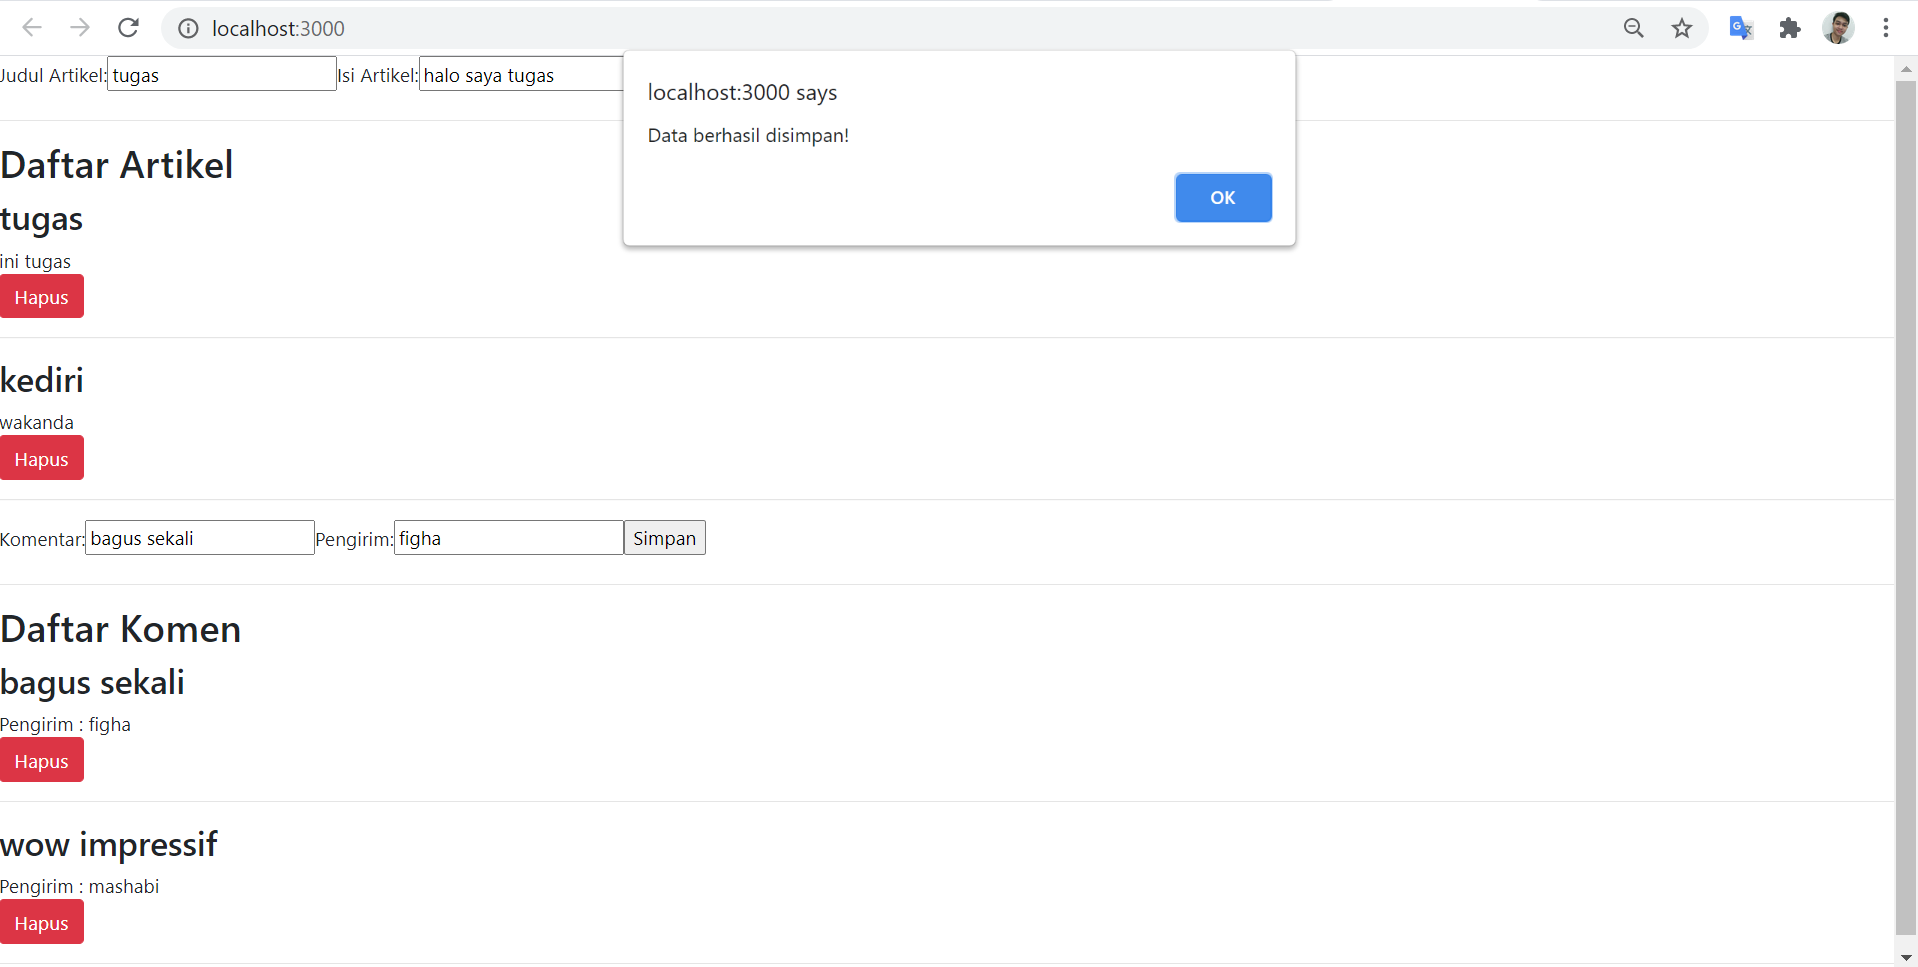 localhost:3000
Judul Artikel: tugas Isi Artikel: halo saya tugas
localhost:3000 says
Data berhasil disimpan!
OK
Daftar Artikel
tugas
ini tugas
Hapus
kediri
wakanda
Hapus
Komentar: bagus sekali Pengirim: figha Simpan
Daftar Komen
bagus sekali
Pengirim : figha
Hapus
wow impressif
Pengirim : mashabi
Hapus